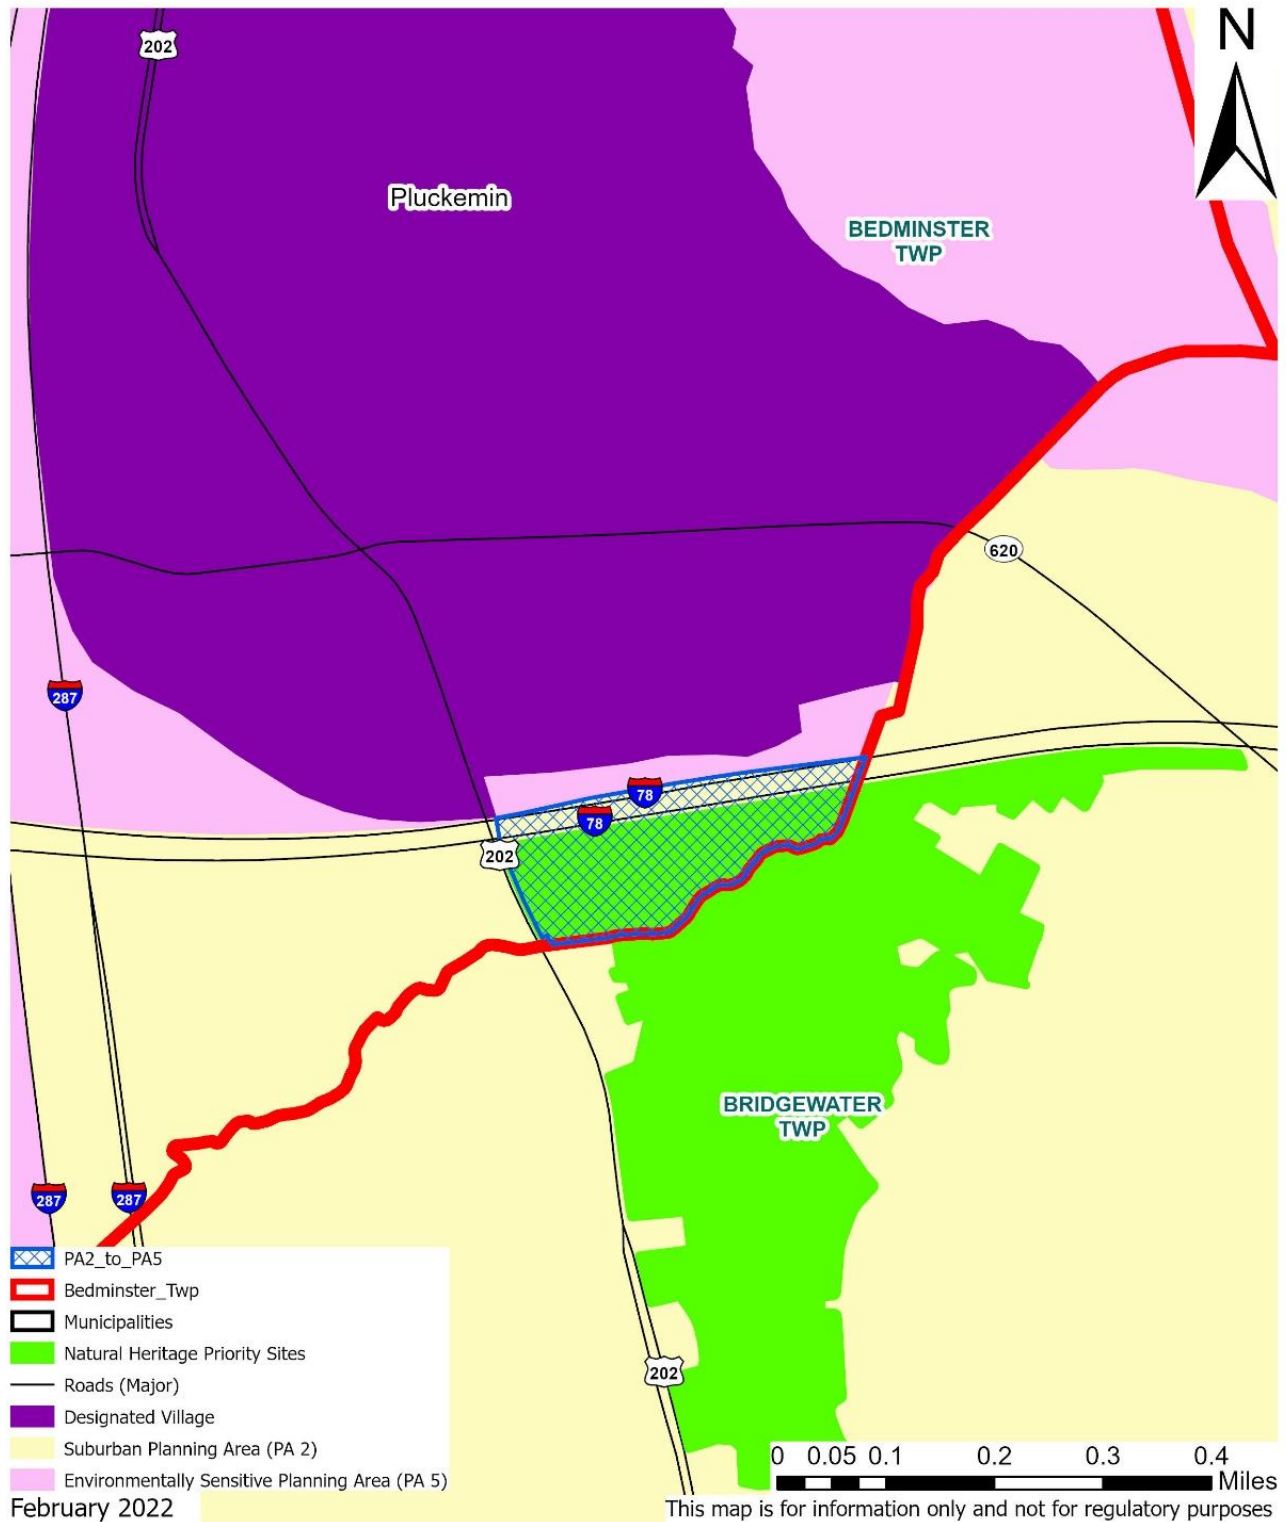 202
N
Pluckemin
BEDMINSTER
TWP
620
287
78
78
202
BRIDGEWATER
TWP
287
287
202
PA2_to_PA5
Bedminster_Twp
Municipalities
Natural Heritage Priority Sites
Roads (Major)
Designated Village
Suburban Planning Area (PA 2)
Environmentally Sensitive Planning Area (PA 5)
0 0.05 0.1 0.2 0.3 0.4
Miles
February 2022
This map is for information only and not for regulatory purposes